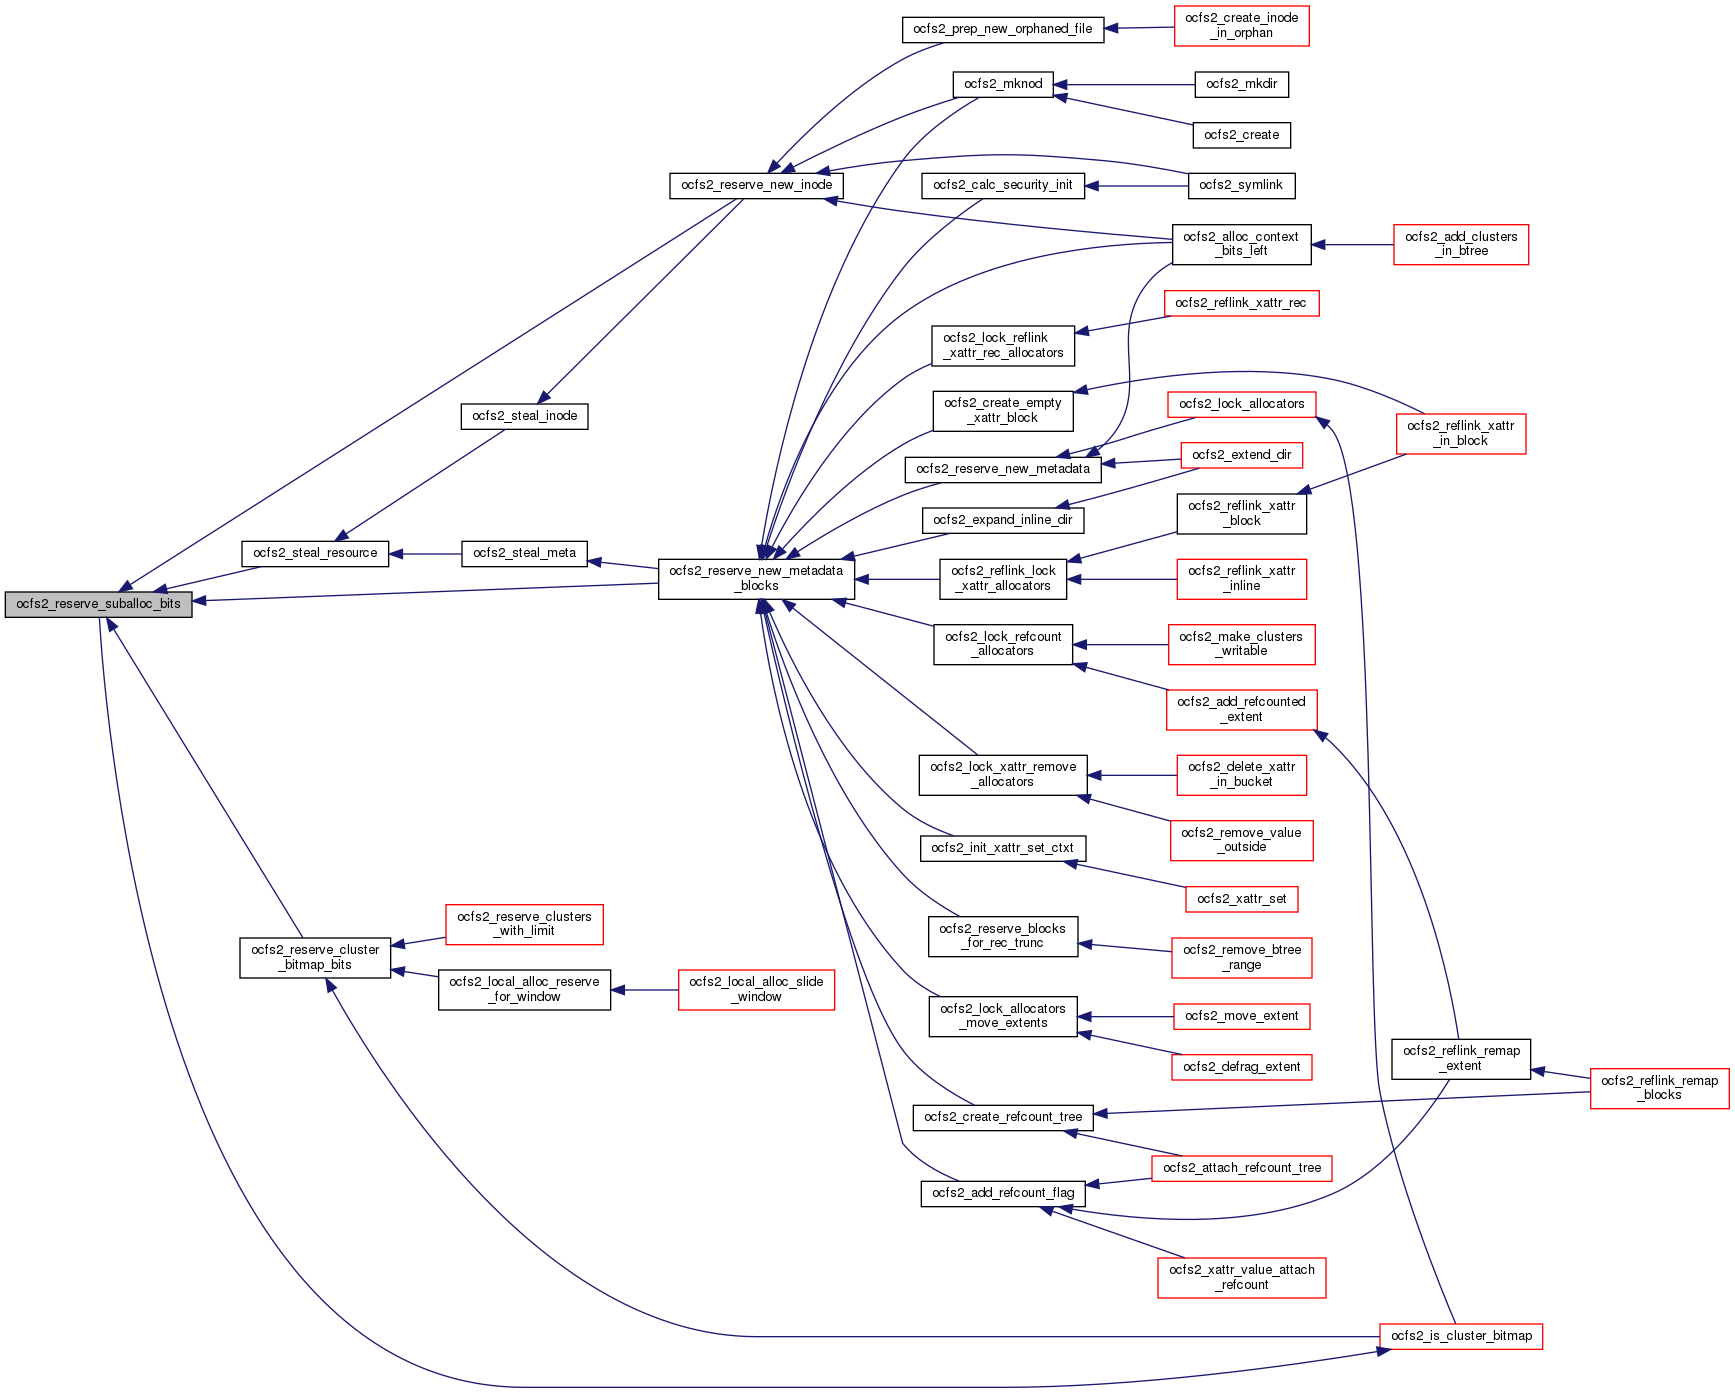 ocfs2_prep_new_orphaned_file
ocfs2_create_inode
_in_orphan
ocfs2_mknod
ocfs2_mkdir
ocfs2_create
ocfs2_reserve_new_inode
ocfs2_calc_security_init
ocfs2_symlink
ocfs2_alloc_context
_bits_left
ocfs2_add_clusters
_in_btree
ocfs2_reflink_xattr_rec
ocfs2_lock_reflink
_xattr_rec_allocators
ocfs2_steal_inode
ocfs2_create_empty
_xattr_block
ocfs2_lock_allocators
ocfs2_reflink_xattr
_in_block
ocfs2_reserve_new_metadata
ocfs2_extend_dir
ocfs2_expand_inline_dir
ocfs2_reflink_xattr
_block
ocfs2_steal_resource
ocfs2_steal_meta
ocfs2_reserve_new_metadata
_blocks
ocfs2_reflink_lock
_xattr_allocators
ocfs2_reflink_xattr
_inline
ocfs2_reserve_suballoc_bits
ocfs2_lock_refcount
_allocators
ocfs2_make_clusters
_writable
ocfs2_add_refcounted
_extent
ocfs2_lock_xattr_remove
_allocators
ocfs2_delete_xattr
_in_bucket
ocfs2_remove_value
_outside
ocfs2_init_xattr_set_ctxt
ocfs2_xattr_set
ocfs2_reserve_clusters
_with_limit
ocfs2_reserve_cluster
_bitmap_bits
ocfs2_local_alloc_reserve
_for_window
ocfs2_local_alloc_slide
_window
ocfs2_reserve_blocks
_for_rec_trunc
ocfs2_remove_btree
_range
ocfs2_lock_allocators
_move_extents
ocfs2_move_extent
ocfs2_defrag_extent
ocfs2_reflink_remap
_extent
ocfs2_reflink_remap
_blocks
ocfs2_create_refcount_tree
ocfs2_attach_refcount_tree
ocfs2_add_refcount_flag
ocfs2_xattr_value_attach
_refcount
ocfs2_is_cluster_bitmap